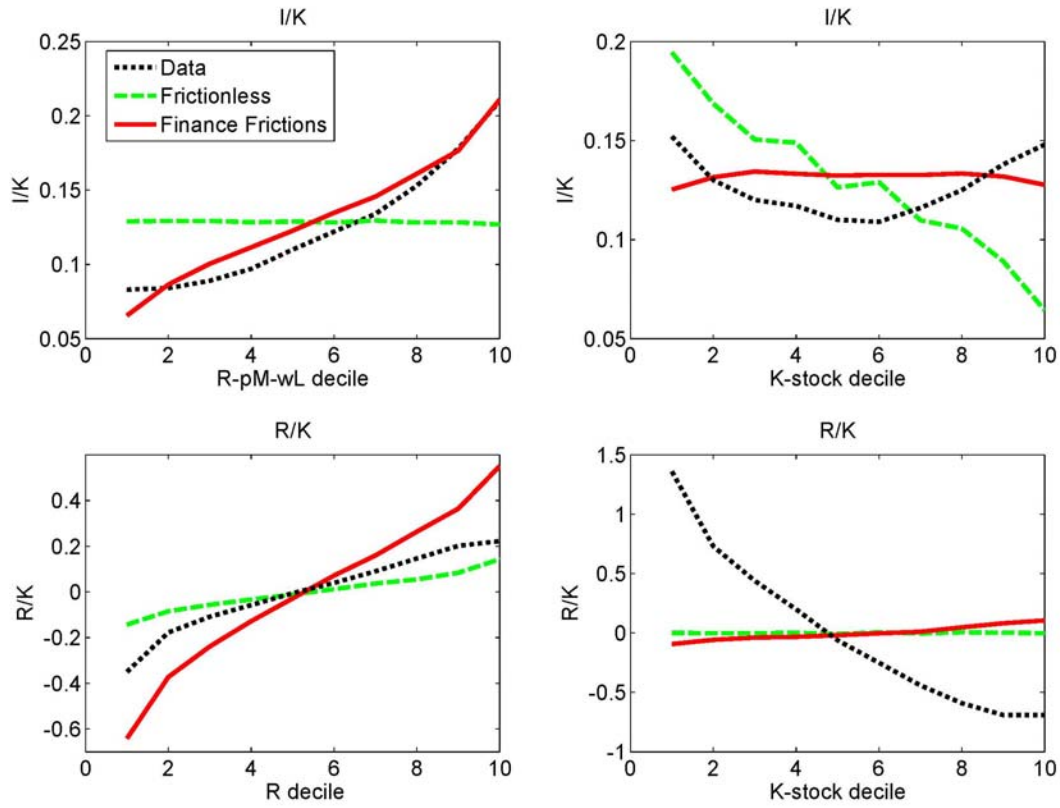 I/K
0.25
0.2
0.15
0.1
0.05
I/K
Data
Frictionless
Finance Frictions
0 2 4 6 8 10
R-pM-wL decile
I/K
0.2
0.15
0.1
0.05
I/K
0 2 4 6 8 10
K-stock decile
R/K
0.4
0.2
0
-0.2
-0.4
-0.6
R/K
0 2 4 6 8 10
R decile
R/K
1.5
1
0.5
0
-0.5
-1
R/K
0 2 4 6 8 10
K-stock decile